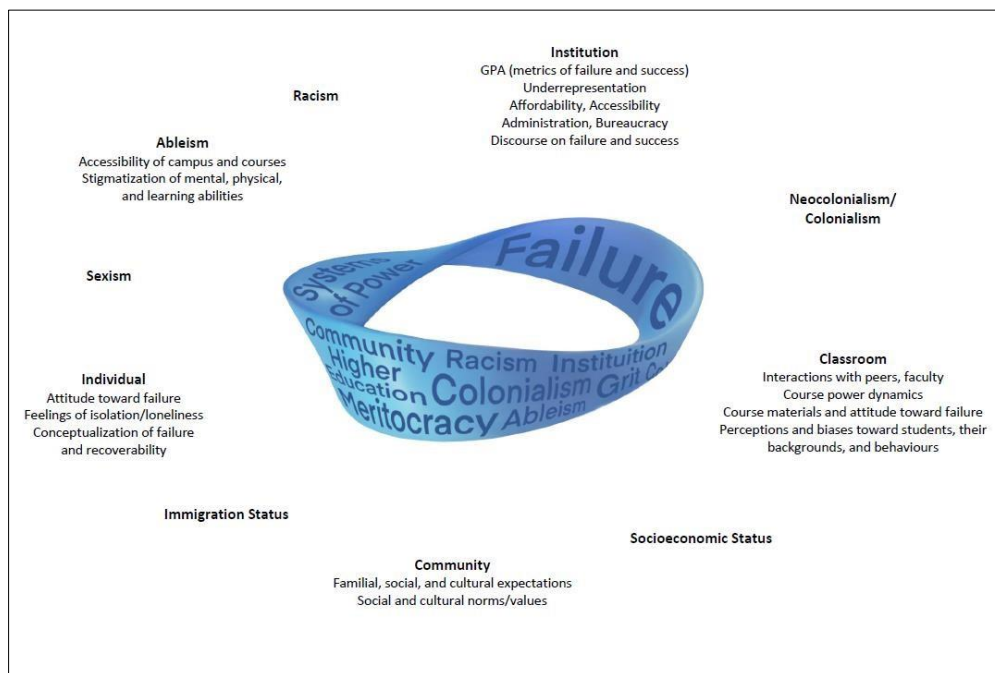 Institution
GPA (metrics of failure and success)
Underrepresentation
Affordability, Accessibility
Administration, Bureaucracy
Discourse on failure and success
Racism
Ableism
Accessibility of campus and courses
Stigmatization of mental, physical,
and learning abilities
Neocolonialism/
Colonialism
Sexism
Failure
Systems
of Power
Community
Racism
Instituition
Higher
Education
Colonialism
Grit
Meritocracy
Ableism
Individual
Attitude toward failure
Feelings of isolation/loneliness
Conceptualization of failure
and recoverability
Classroom
Interactions with peers, faculty
Course power dynamics
Course materials and attitude toward failure
Perceptions and biases toward students, their
backgrounds, and behaviours
Immigration Status
Socioeconomic Status
Community
Familial, social, and cultural expectations
Social and cultural norms/values